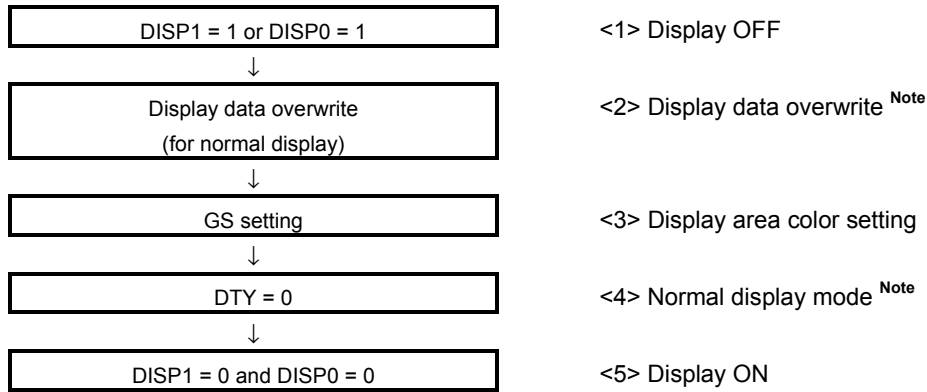 DISP1 = 1 or DISP0 = 1 <1> Display OFF
↓
Display data overwrite <2> Display data overwrite Note
(for normal display)
↓
GS setting <3> Display area color setting
↓
DTY = 0 <4> Normal display mode Note
↓
DISP1 = 0 and DISP0 = 0 <5> Display ON